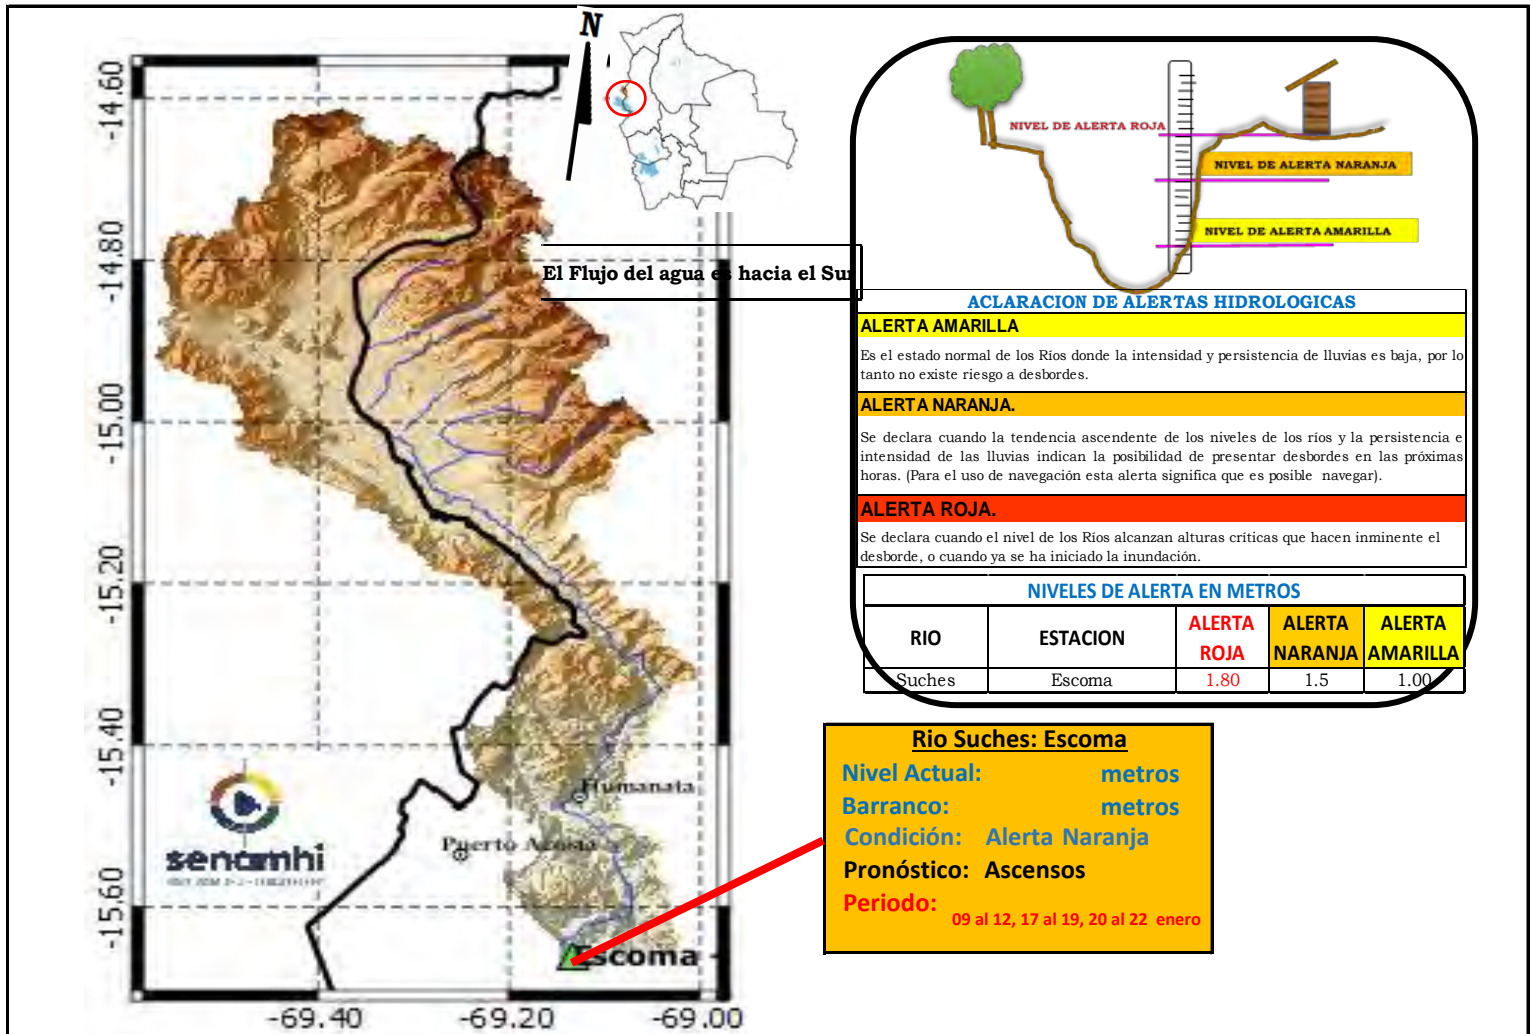 N
-14.60
-14.80
-15.00
-15.20
-15.40
-15.60
-69.40
-69.20
-69.00
El Flujo del agua es hacia el Sur
Humanata
Puerto Acosta
Escoma
senamhi
NIVEL DE ALERTA ROJA
NIVEL DE ALERTA NARANJA
NIVEL DE ALERTA AMARILLA
ACLARACION DE ALERTAS HIDROLOGICAS
ALERTA AMARILLA
Es el estado normal de los Ríos donde la intensidad y persistencia de lluvias es baja, por lo
tanto no existe riesgo a desbordes.
ALERTA NARANJA.
Se declara cuando la tendencia ascendente de los niveles de los ríos y la persistencia e
intensidad de las lluvias indican la posibilidad de presentar desbordes en las próximas
horas. (Para el uso de navegación esta alerta significa que es posible navegar).
ALERTA ROJA.
Se declara cuando el nivel de los Ríos alcanzan alturas críticas que hacen inminente el
desborde, o cuando ya se ha iniciado la inundación.
NIVELES DE ALERTA EN METROS
RIO ESTACION ALERTA ROJA ALERTA NARANJA ALERTA AMARILLA
Suches Escoma 1.80 1.5 1.00
Rio Suches: Escoma
Nivel Actual: metros
Barranco: metros
Condición: Alerta Naranja
Pronóstico: Ascensos
Periodo:
09 al 12, 17 al 19, 20 al 22 enero